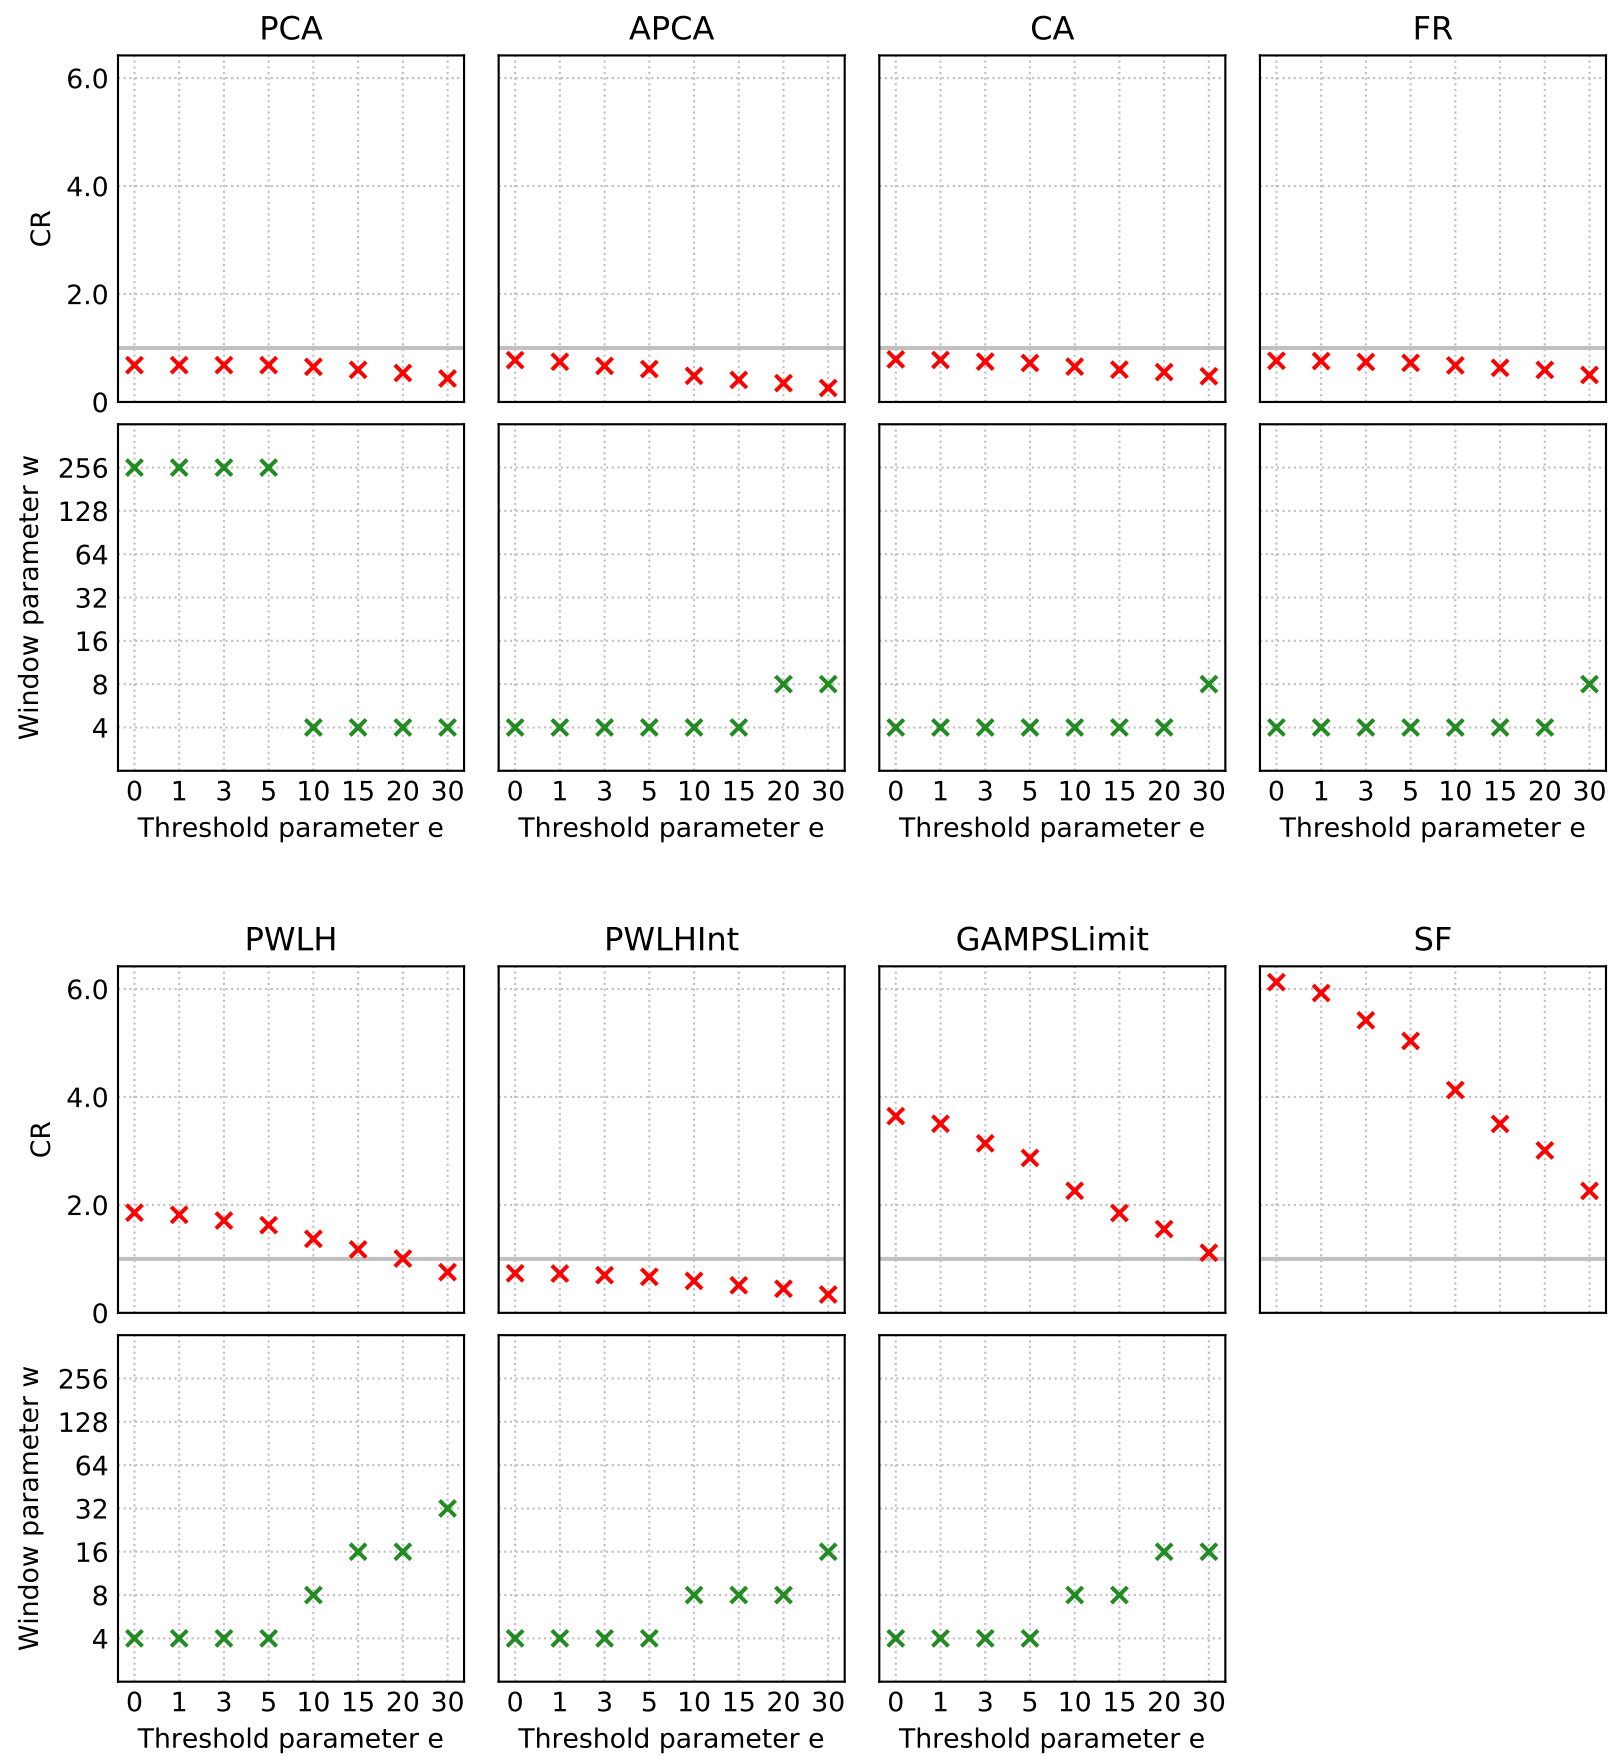 PCA APCA CA FR
6.0
4.0
CR
2.0
0
256
128
64
32
16
8
4
Window parameter w
0 1 3 5 10 15 20 30 0 1 3 5 10 15 20 30 0 1 3 5 10 15 20 30 0 1 3 5 10 15 20 30
Threshold parameter e Threshold parameter e Threshold parameter e Threshold parameter e
PWLH PWLHInt GAMPSLimit SF
6.0
4.0
CR
2.0
0
256
128
64
32
16
8
4
Window parameter w
0 1 3 5 10 15 20 30 0 1 3 5 10 15 20 30 0 1 3 5 10 15 20 30
Threshold parameter e Threshold parameter e Threshold parameter e